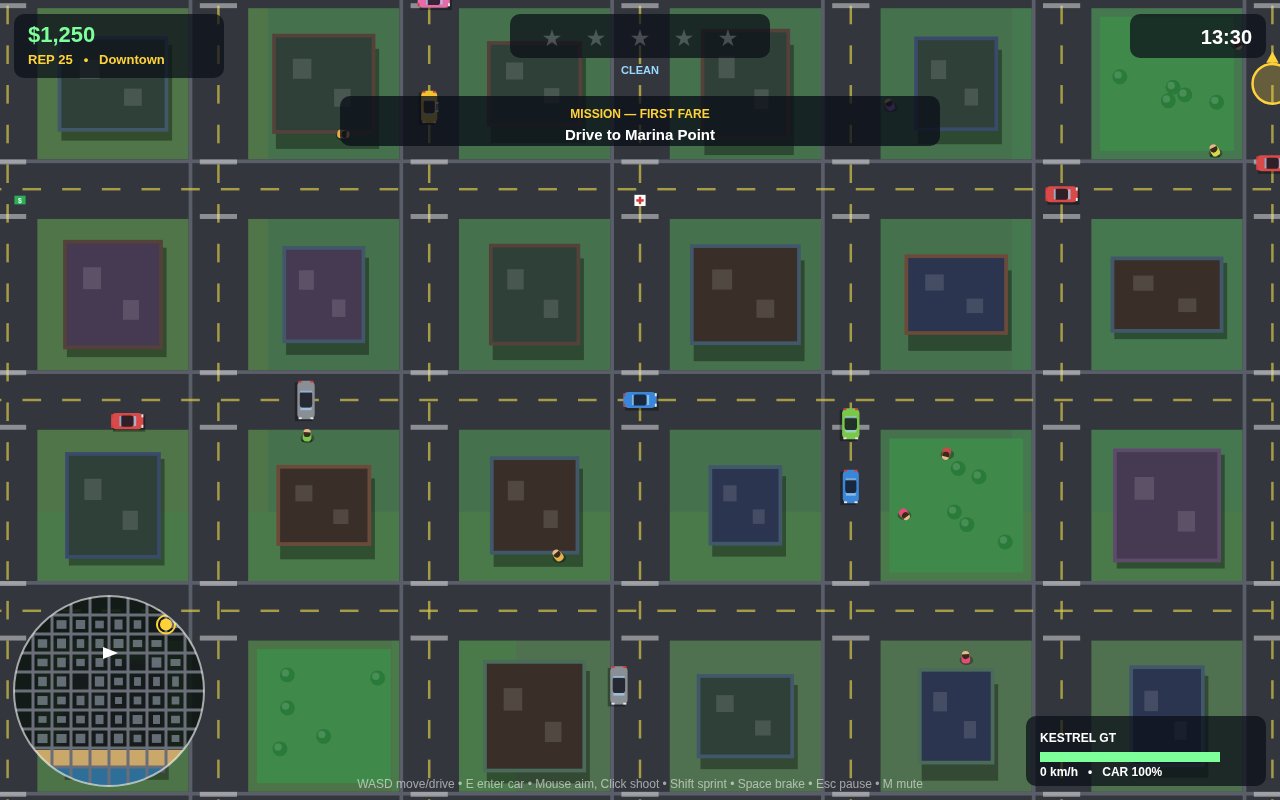 $1,250
REP 25 • Downtown
★ ★ ★ ★ ★
CLEAN
13:30
MISSION — FIRST FARE
Drive to Marina Point
$
KESTREL GT
0 km/h • CAR 100%
WASD move/drive • E enter car • Mouse aim, Click shoot • Shift sprint • Space brake • Esc pause • M mute